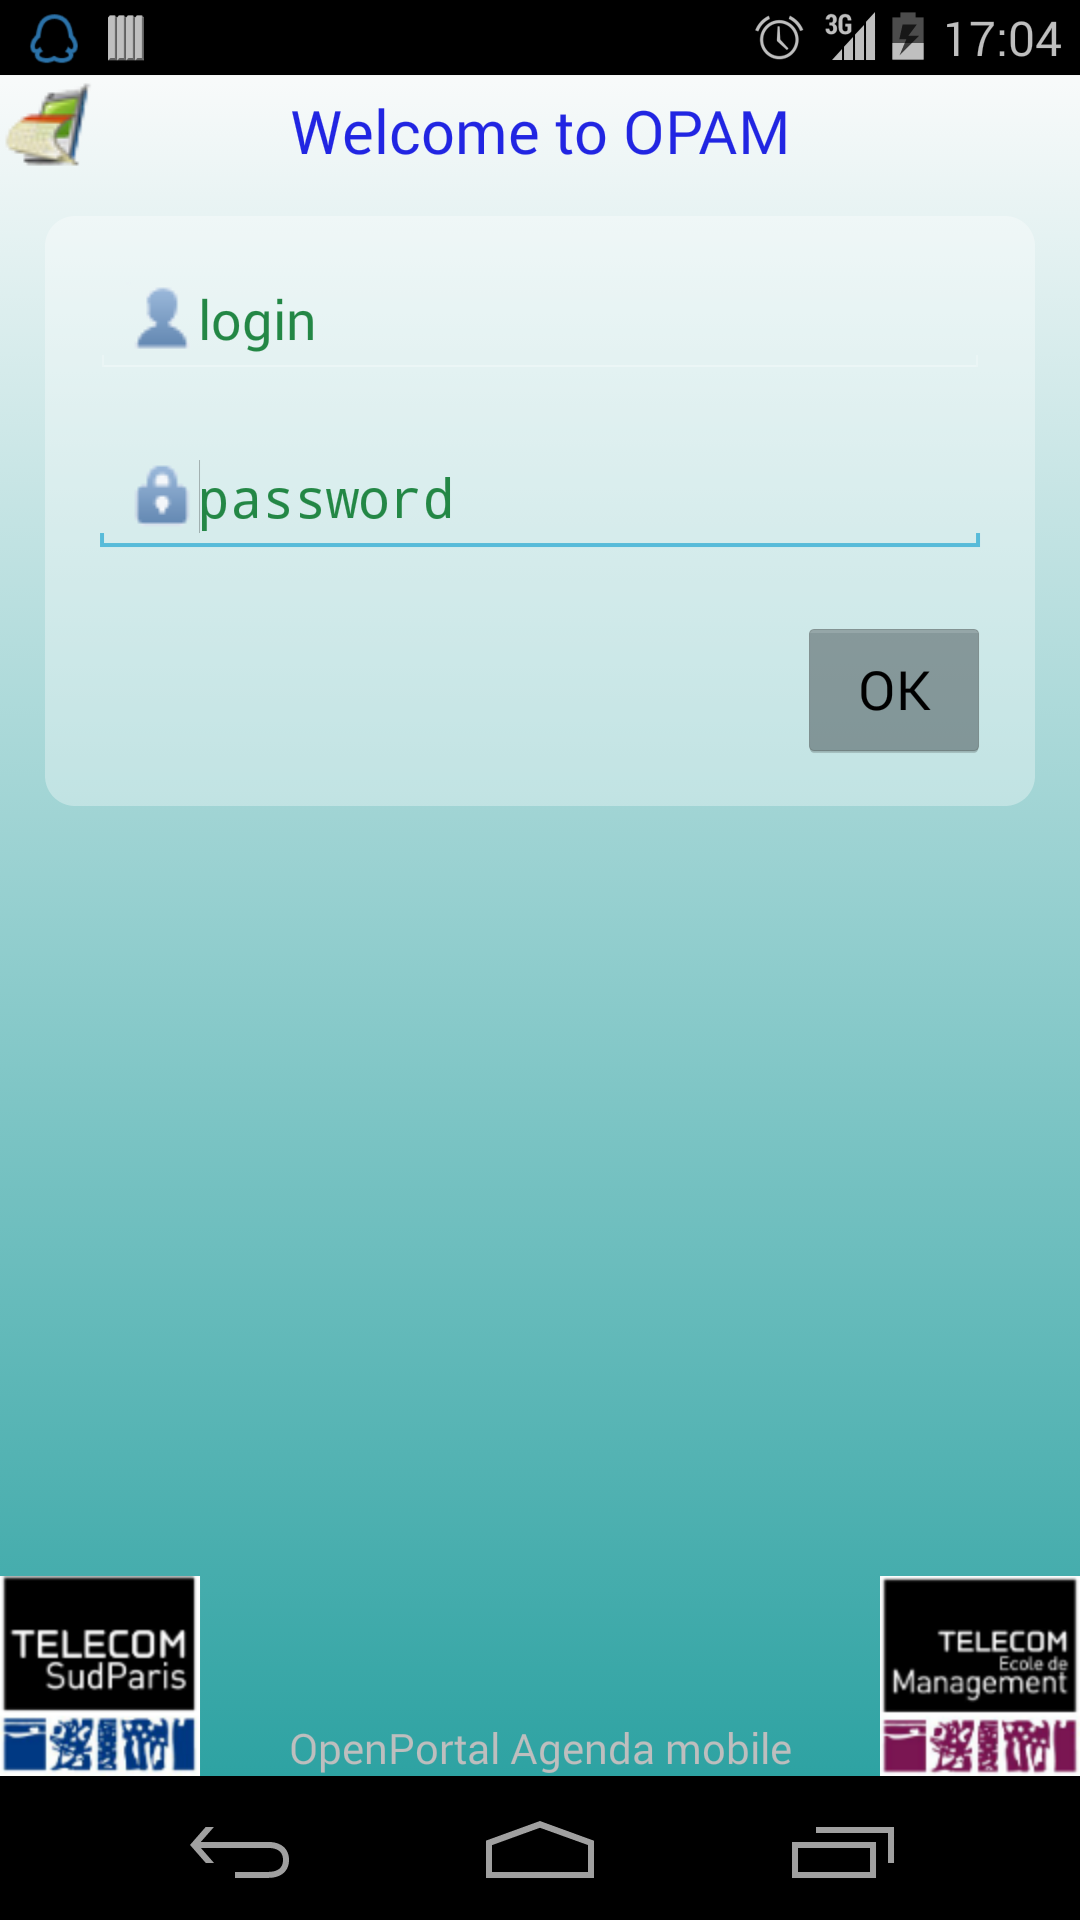 3G 17:04
Welcome to OPAM
login
password
OK
TELECOM
SudParis
TELECOM
Ecole de
Management
OpenPortal Agenda mobile